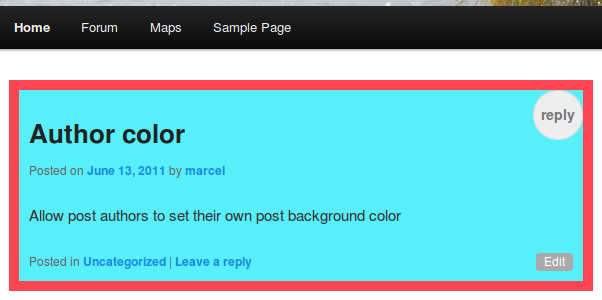 Home Forum Maps Sample Page
reply
Author color
Posted on June 13, 2011 by marcel
Allow post authors to set their own post background color
Posted in Uncategorized | Leave a reply Edit